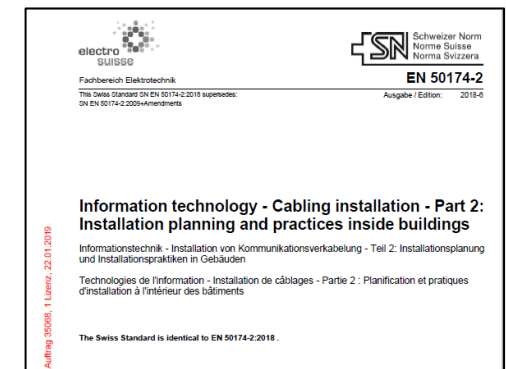 electro
suisse
SN
Schweizer Norm
Norme Suisse
Norma Svizzera
Fachbereich Elektrotechnik
EN 50174-2
This Swiss Standard SN EN 50174-2:2018 supersedes:
SN EN 50174-2:2009+Amendments
Ausgabe / Edition: 2018-6
Information technology - Cabling installation - Part 2:
Installation planning and practices inside buildings
Informationstechnik - Installation von Kommunikationsverkabelung - Teil 2: Installationsplanung
und Installationspraktiken in Gebäuden
Technologies de l'information - Installation de câblages - Partie 2 : Planification et pratiques
d'installation à l'intérieur des bâtiments
The Swiss Standard is identical to EN 50174-2:2018 .
Auftrag 35068, 1 Lizenz, 22.01.2019